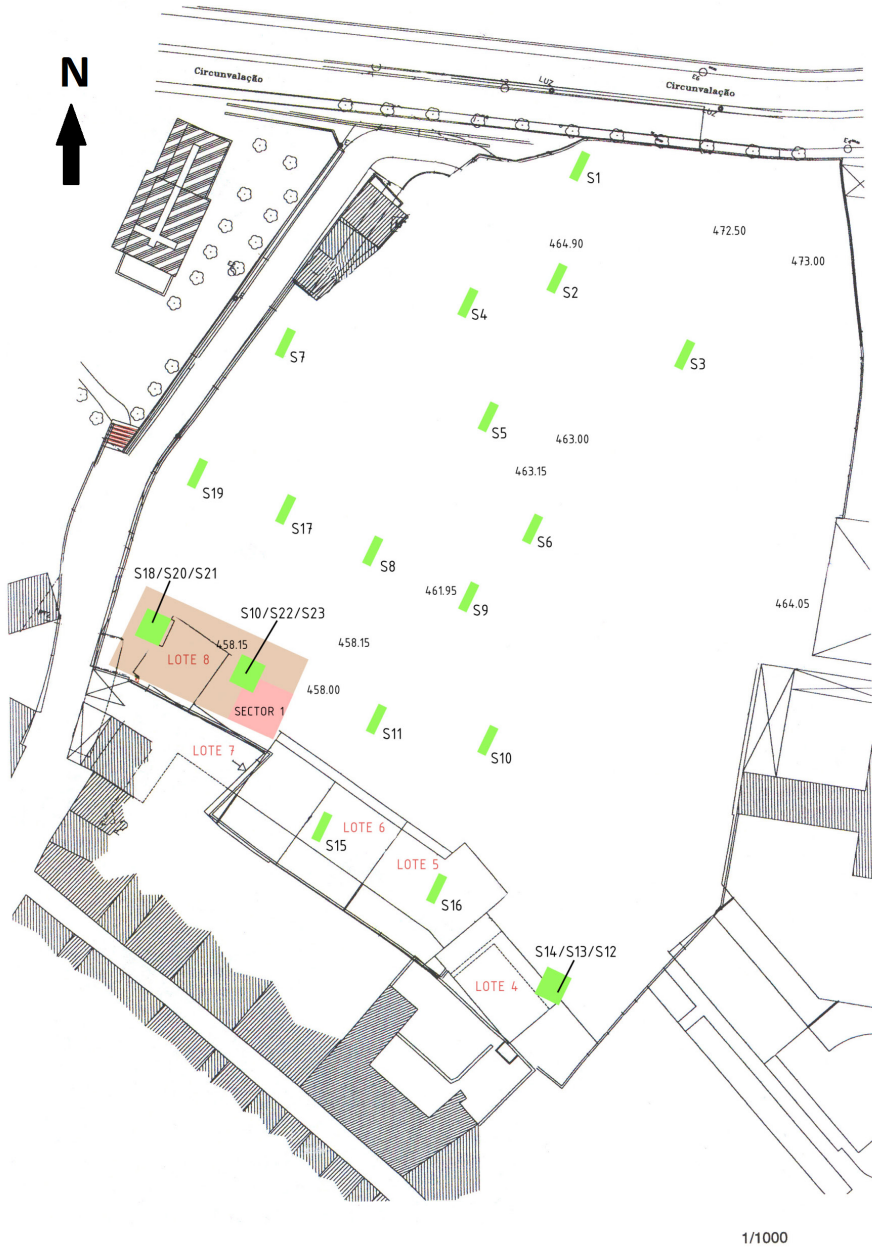 N
LUZ
Circunvalação
Circunvalação
S1
472.50
464.90
473.00
S2
S4
S7
S3
S5
463.00
463.15
S19
S17
S6
S8
461.95
S9
464.05
S18/S20/S21
S10/S22/S23
458.15
458.15
LOTE 8
458.00
SECTOR 1
S11
S10
LOTE 7
LOTE 6
S15
LOTE 5
S16
S14/S13/S12
LOTE 4
1/1000